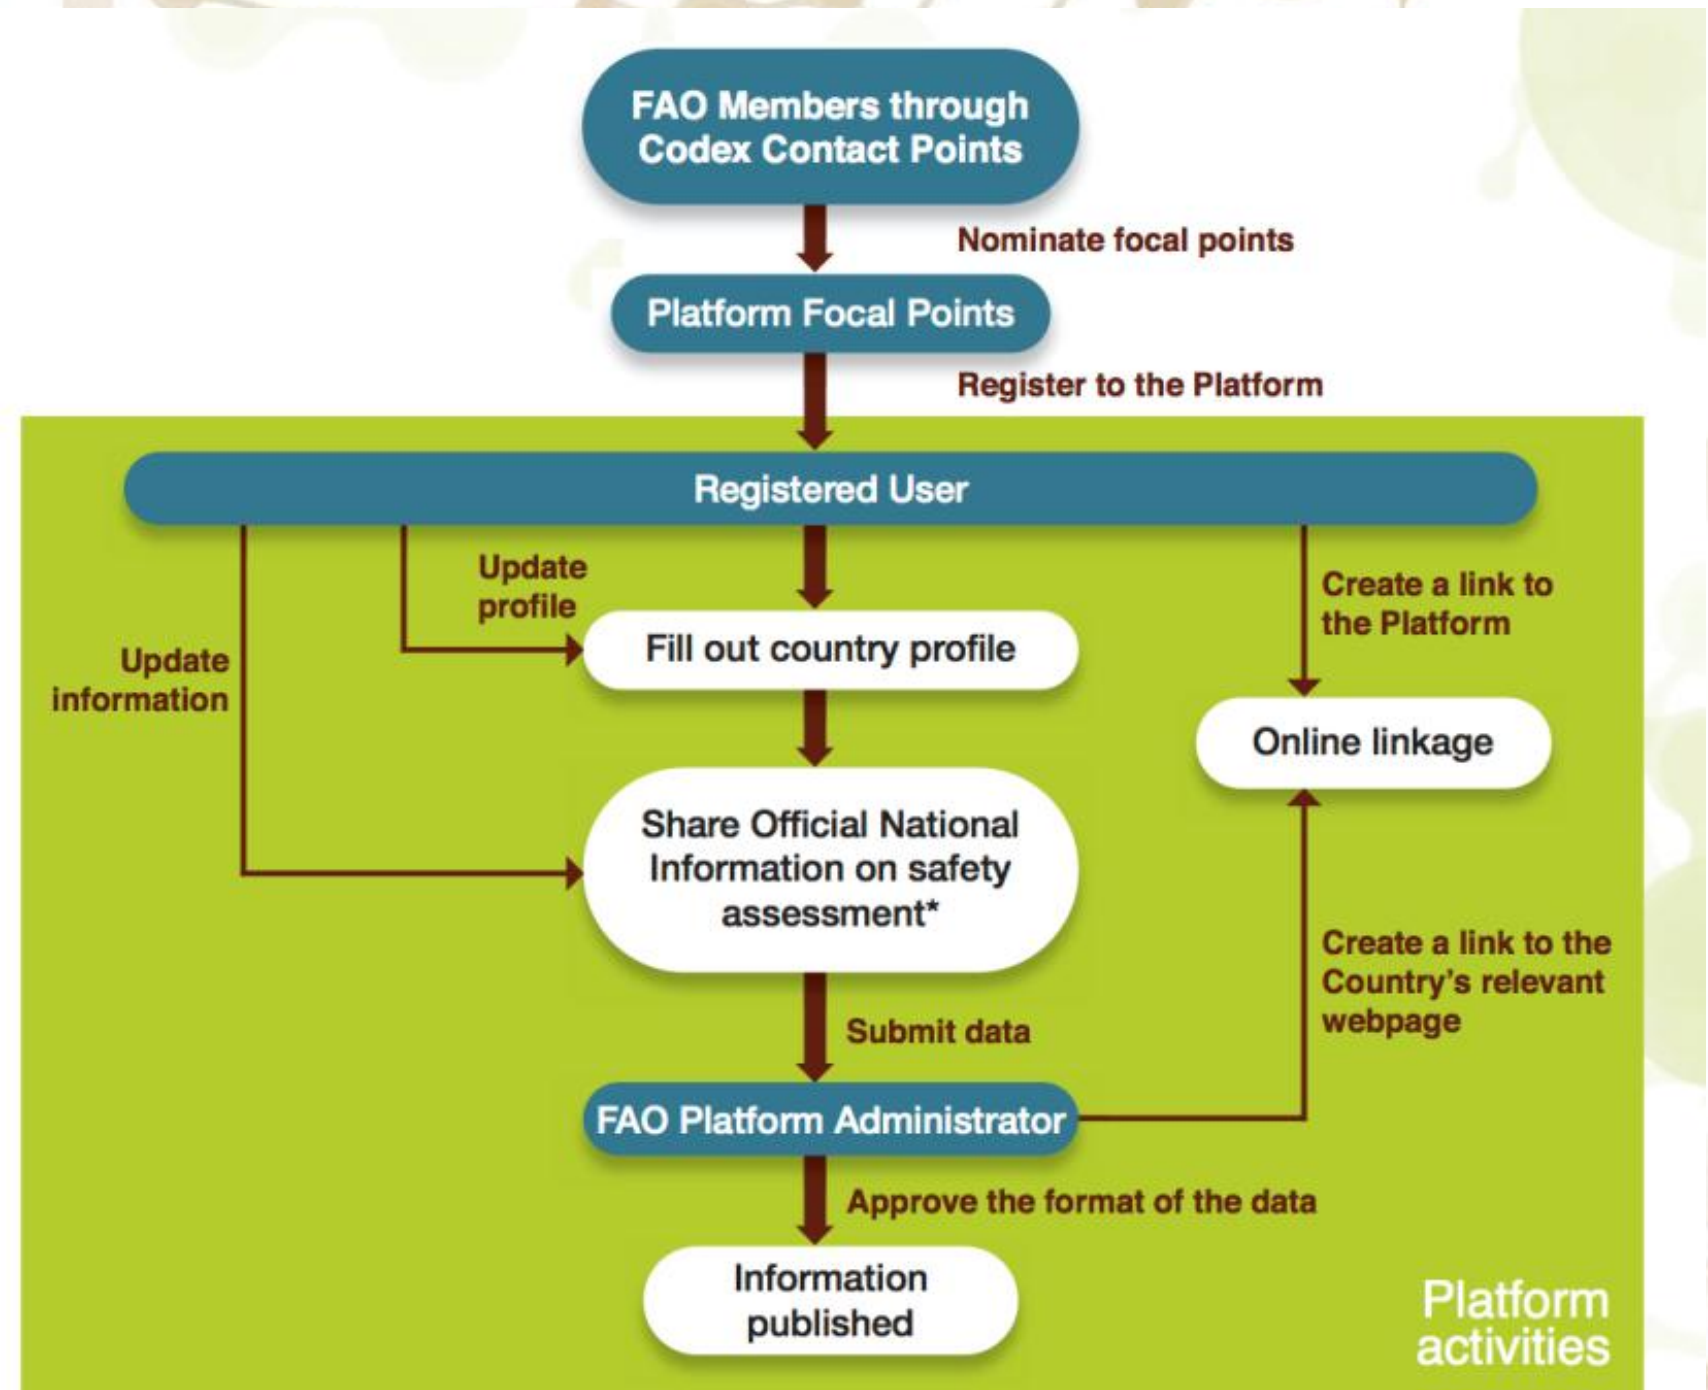 FAO Members through
Codex Contact Points
Nominate focal points
Platform Focal Points
Register to the Platform
Registered User
Update
profile
Create a link to
the Platform
Fill out country profile
Update
information
Online linkage
Share Official National
Information on safety
assessment*
Create a link to the
Country's relevant
webpage
Submit data
FAO Platform Administrator
Approve the format of the data
Information
published
Platform
activities